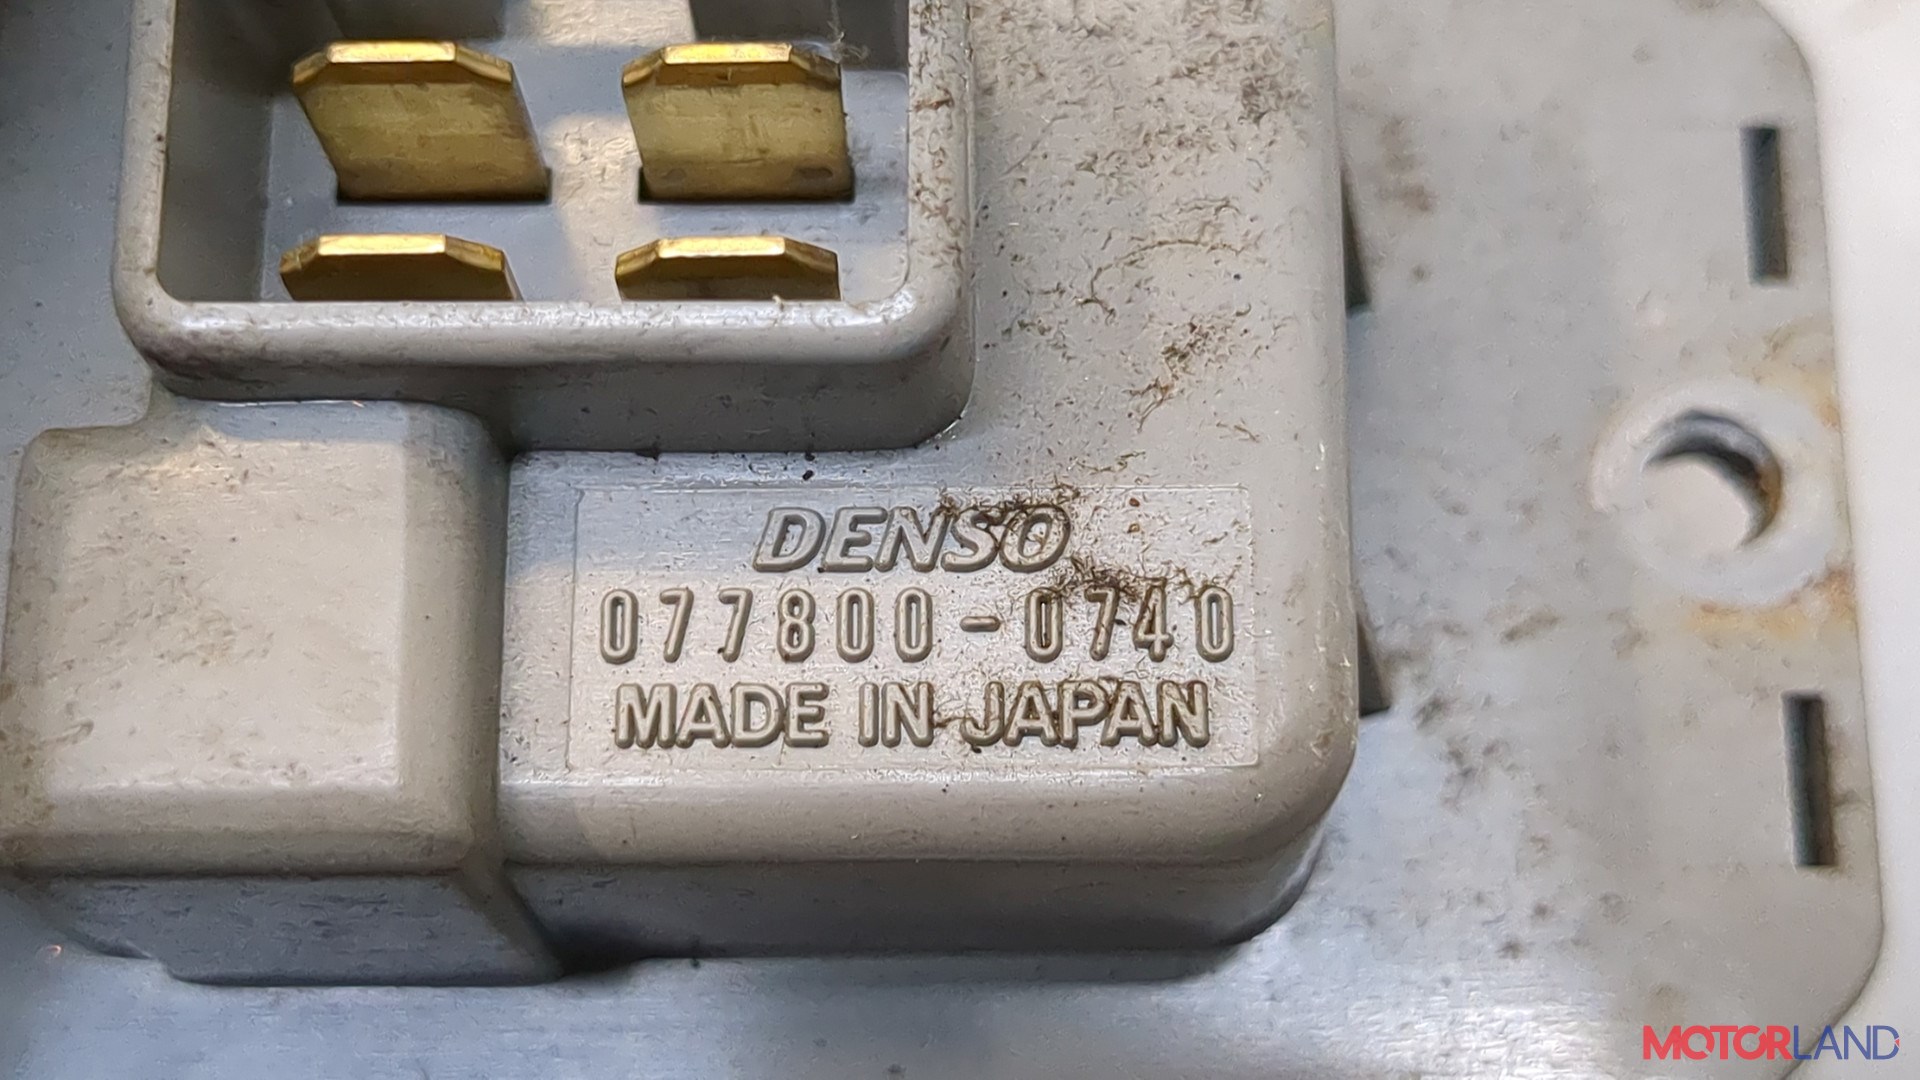 DENSO
077800-0740
MADE IN JAPAN
MOTORLAND